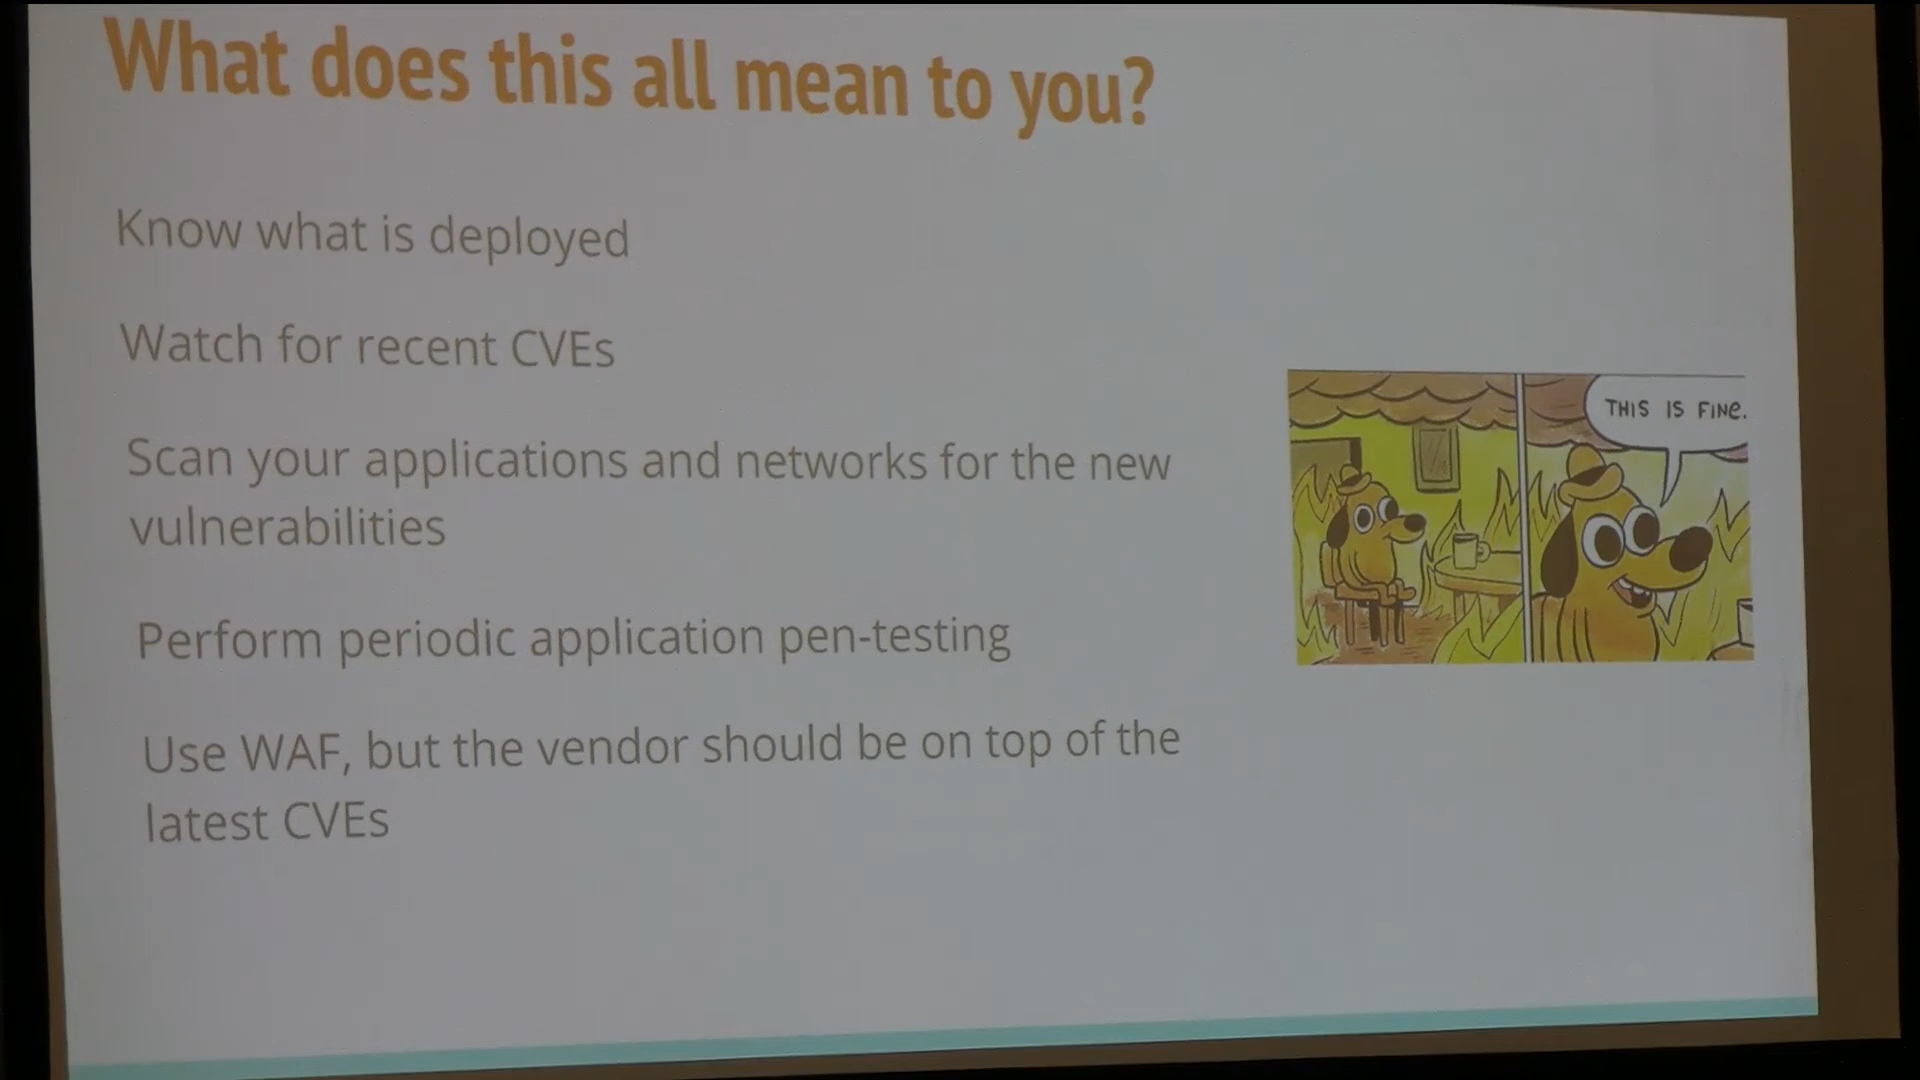 What does this all mean to you?
Know what is deployed
Watch for recent CVEs
Scan your applications and networks for the new
vulnerabilities
Perform periodic application pen-testing
Use WAF, but the vendor should be on top of the
latest CVEs
THIS IS FINE.